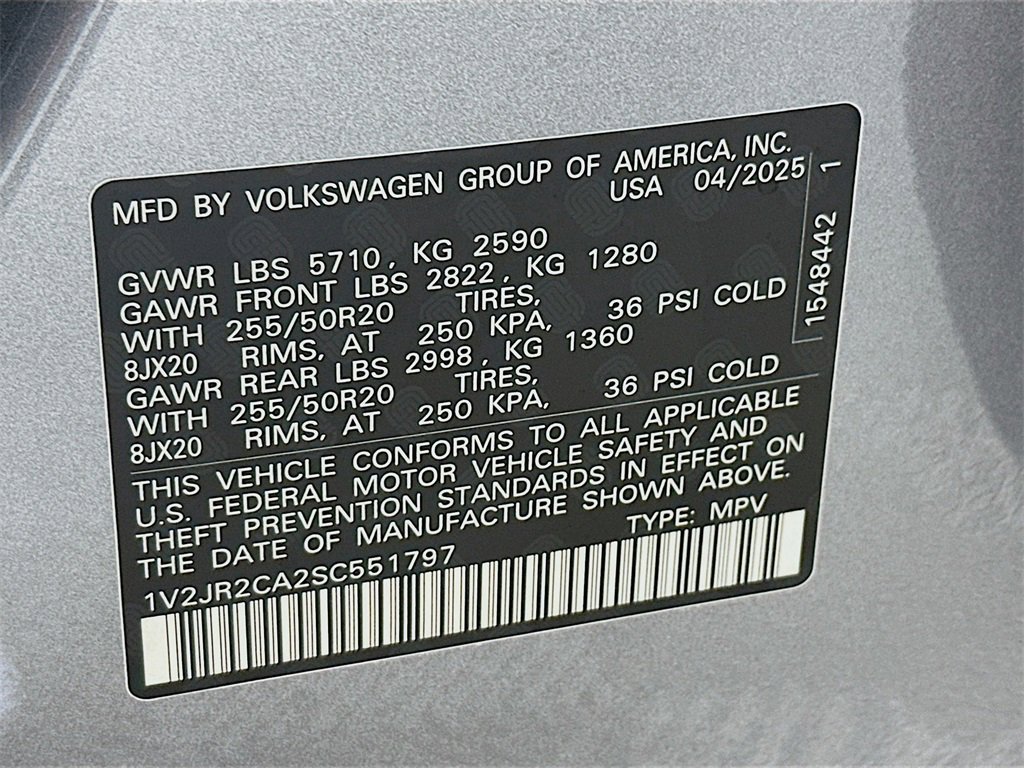 MFD BY VOLKSWAGEN GROUP OF AMERICA, INC.
USA 04/2025
GVWR LBS 5710, KG 2590
GAWR FRONT LBS 2822, KG 1280
WITH 255/50R20 TIRES,
8JX20 RIMS, AT 250 KPA, 36 PSI COLD
GAWR REAR LBS 2998, KG 1360
WITH 255/50R20 TIRES,
8JX20 RIMS, AT 250 KPA, 36 PSI COLD
THIS VEHICLE CONFORMS TO ALL APPLICABLE
U.S. FEDERAL MOTOR VEHICLE SAFETY AND
THEFT PREVENTION STANDARDS IN EFFECT ON
THE DATE OF MANUFACTURE SHOWN ABOVE.
1V2JR2CA2SC551797 TYPE: MPV
1548442 1